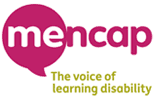 mencap
The voice of
learning disability